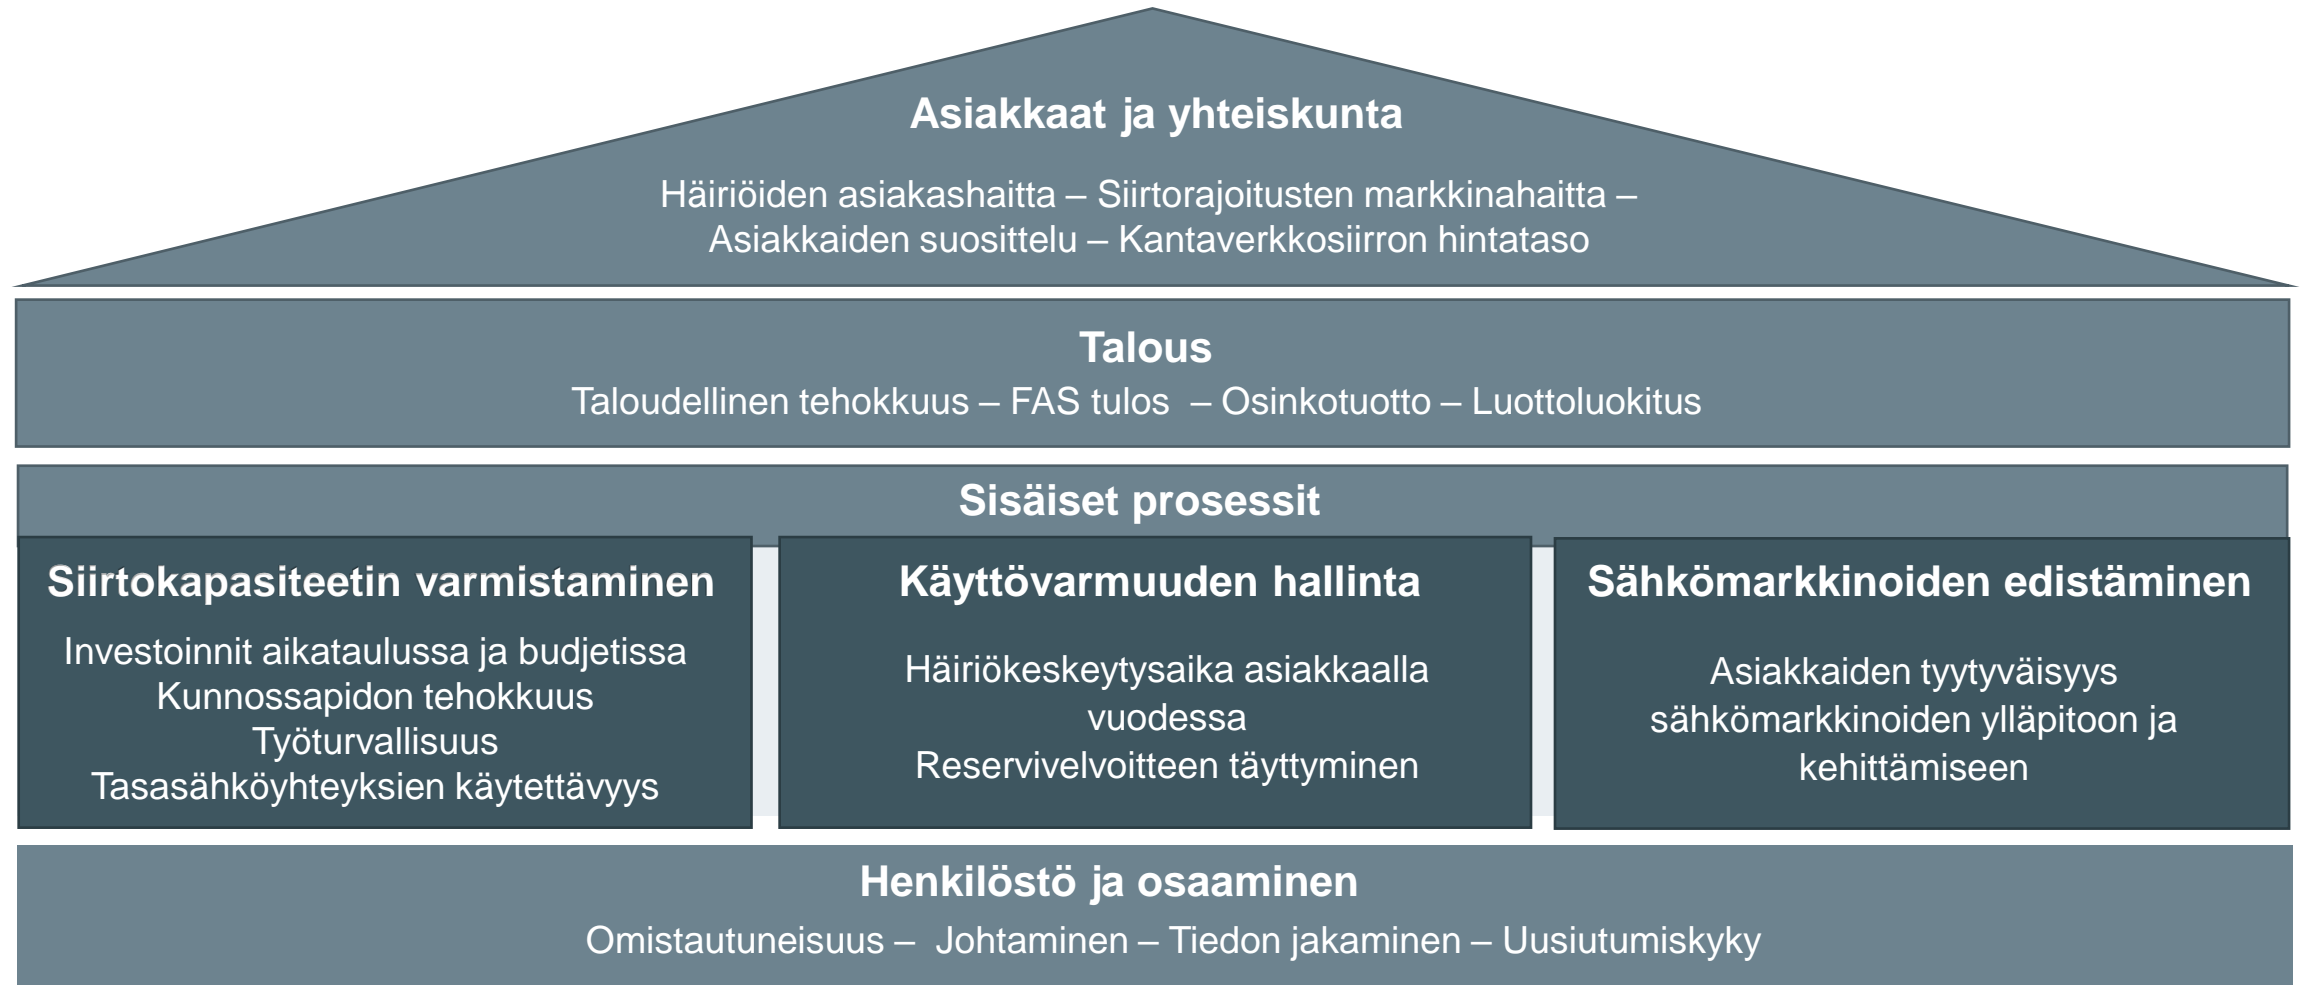 Asiakkaat ja yhteiskunta
Häiriöiden asiakashaitta – Siirtorajoitusten markkinahaitta –
Asiakkaiden suosittelu – Kantaverkkosiirron hintataso
Talous
Taloudellinen tehokkuus – FAS tulos – Osinkotuotto – Luottoluokitus
Sisäiset prosessit
Siirtokapasiteetin varmistaminen
Investoinnit aikataulussa ja budjetissa
Kunnossapidon tehokkuus
Työturvallisuus
Tasasähköyhteyksien käytettävyys
Käyttövarmuuden hallinta
Häiriökeskeytysaika asiakkaalla
vuodessa
Reservivelvoitteen täyttyminen
Sähkömarkkinoiden edistäminen
Asiakkaiden tyytyväisyys
sähkömarkkinoiden ylläpitoon ja
kehittämiseen
Henkilöstö ja osaaminen
Omistautuneisuus – Johtaminen – Tiedon jakaminen – Uusiutumiskyky